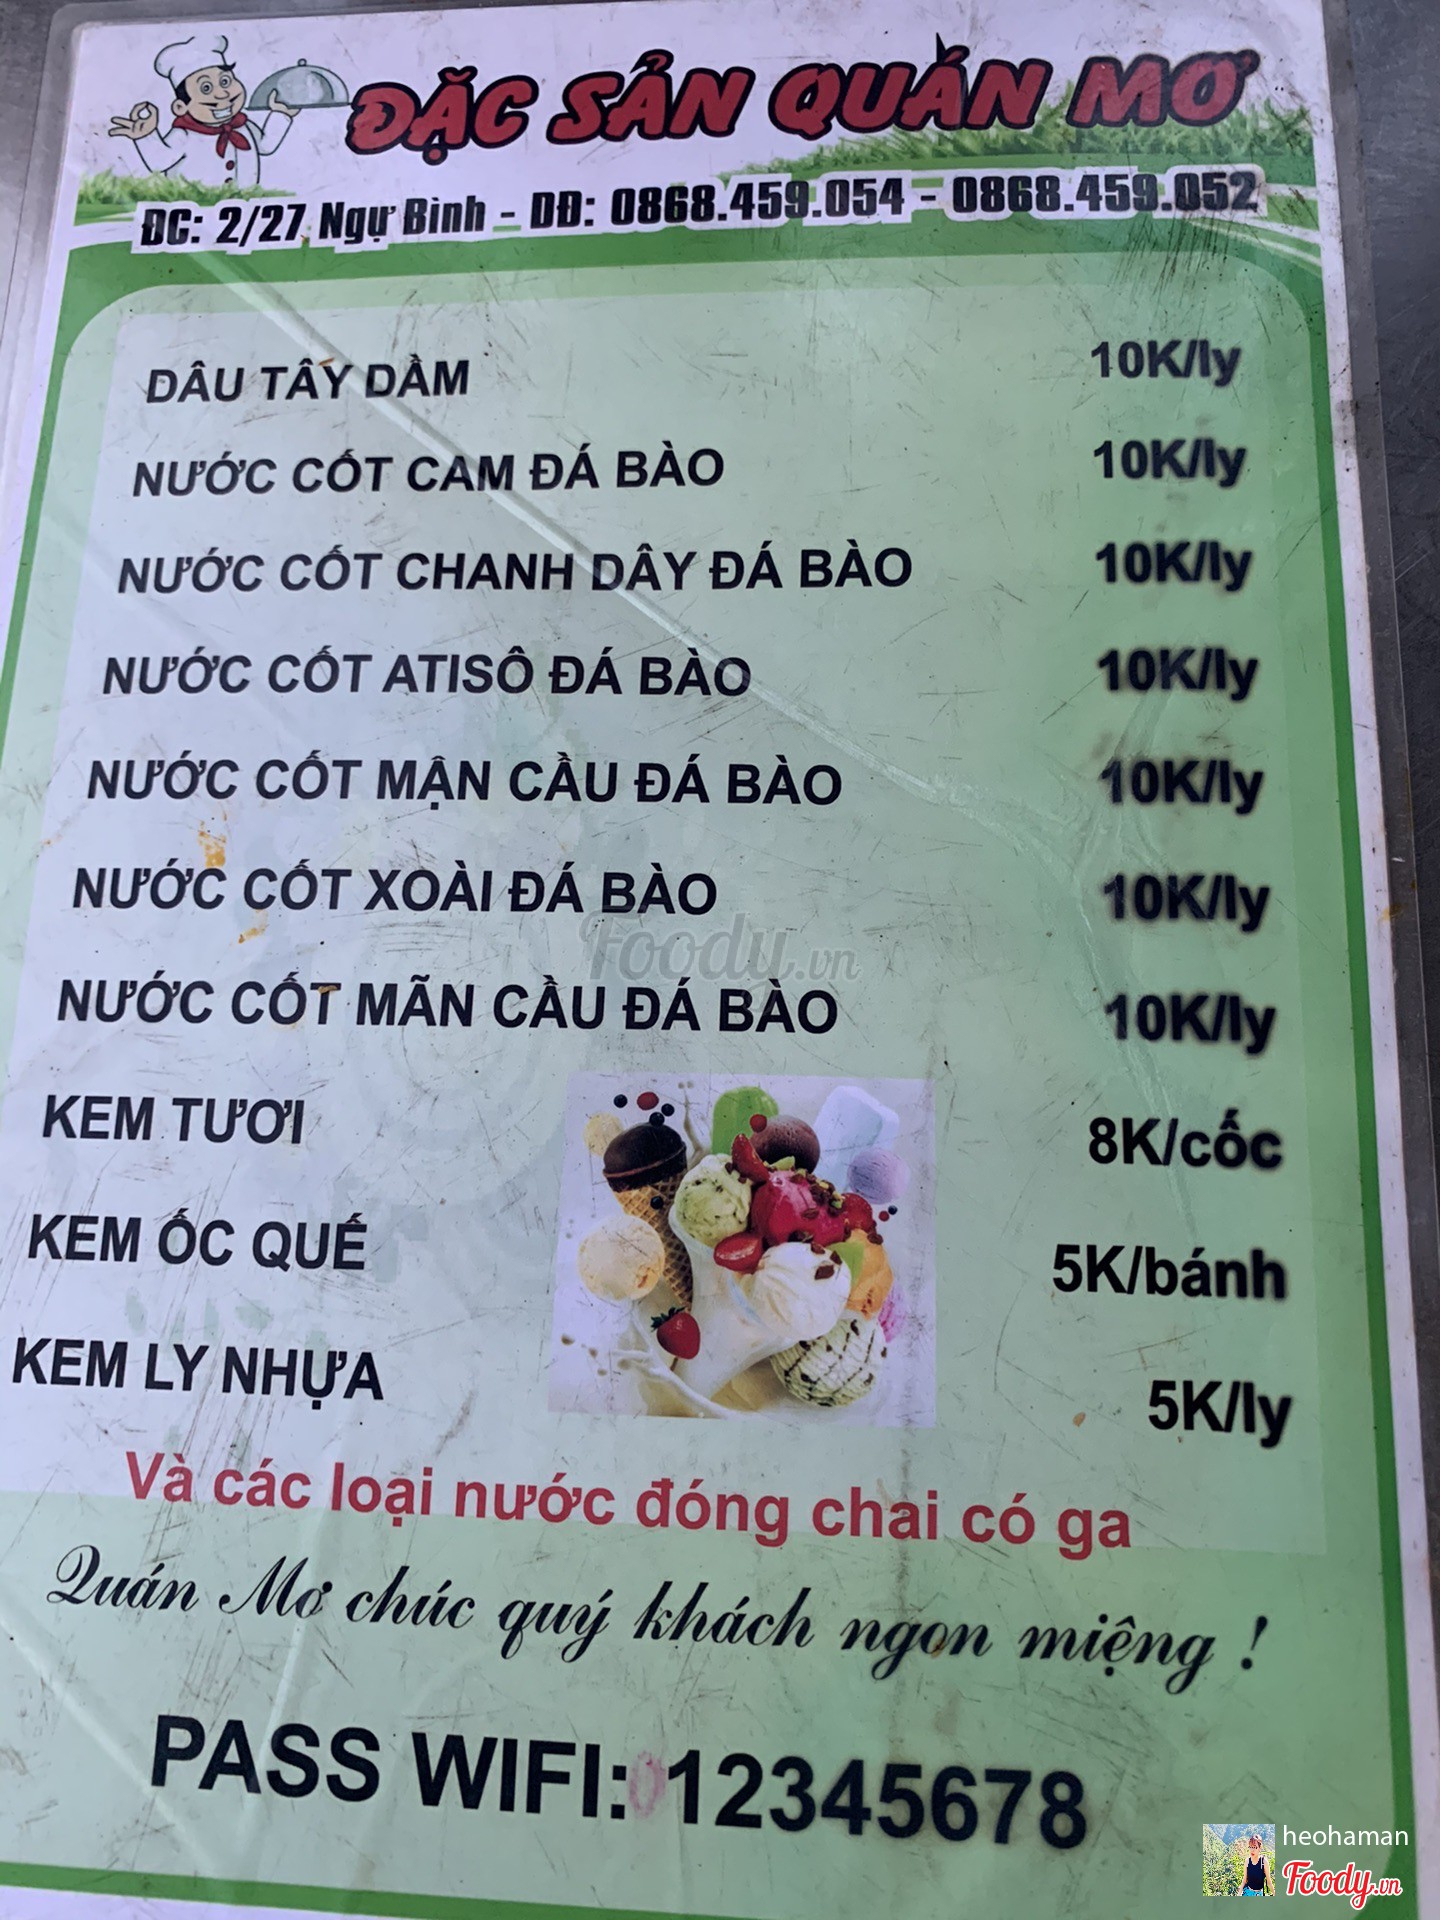 ĐẶC SẢN QUÁN MƠ
ĐC: 2/27 Ngự Bình - DĐ: 0868.459.054 - 0868.459.052
DÂU TÂY DẦM 10K/ly
NƯỚC CỐT CAM ĐÁ BÀO 10K/ly
NƯỚC CỐT CHANH DÂY ĐÁ BÀO 10K/ly
NƯỚC CỐT ATISÔ ĐÁ BÀO 10K/ly
NƯỚC CỐT MẬN CẦU ĐÁ BÀO 10K/ly
NƯỚC CỐT XOÀI ĐÁ BÀO 10K/ly
NƯỚC CỐT MÃN CẦU ĐÁ BÀO 10K/ly
KEM TƯƠI 8K/cốc
KEM ỐC QUẾ 5K/bánh
KEM LY NHỰA 5K/ly
Và các loại nước đóng chai có ga
Quán Mơ chúc quý khách ngon miệng !
PASS WIFI: 12345678
Foody.vn
heohaman
Foody.vn